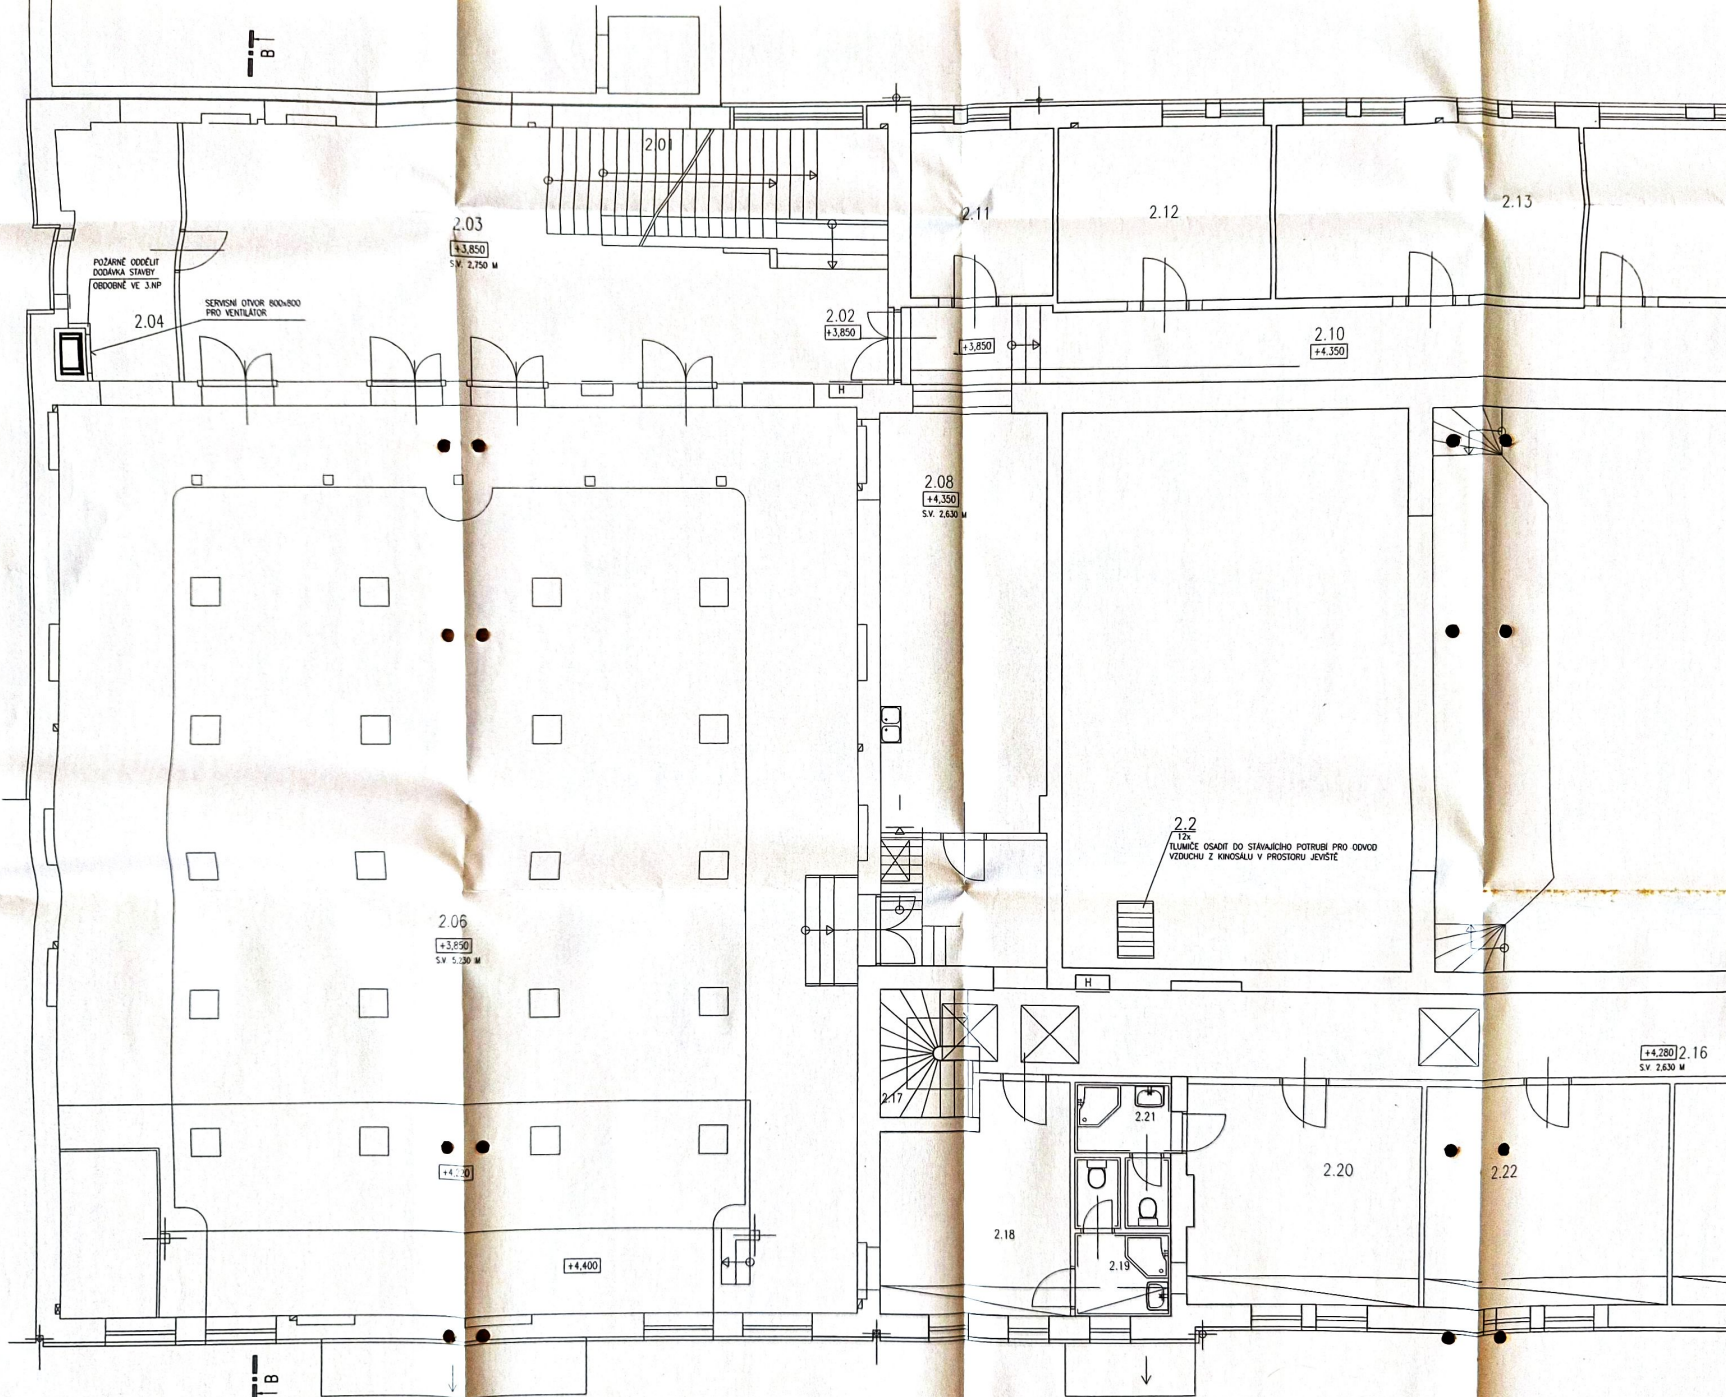 B
2.01
2.03
+3,850
S.V. 2,750 M
2.11
2.12
2.13
POŽARNĚ ODDĚLIT
DODÁVKA STAVBY
OBDOBNĚ VE 3.NP
SERVISNÍ OTVOR 800x800
PRO VENTILÁTOR
2.04
2.02
+3,850
+3,850
2.10
+4.350
H
2.08
+4,350
S.V. 2,630 M
2.2
12x
TLUMIČE OSADIT DO STÁVAJÍCÍHO POTRUBÍ PRO ODVOD
VZDUCHU Z KINOSÁLU V PROSTORU JEVIŠTĚ
2.06
+3,850
S.V. 5,230 M
H
+4,280 2.16
S.V. 2,630 M
2.17
2.21
2.20
2.22
2.18
2.19
+4,400
B